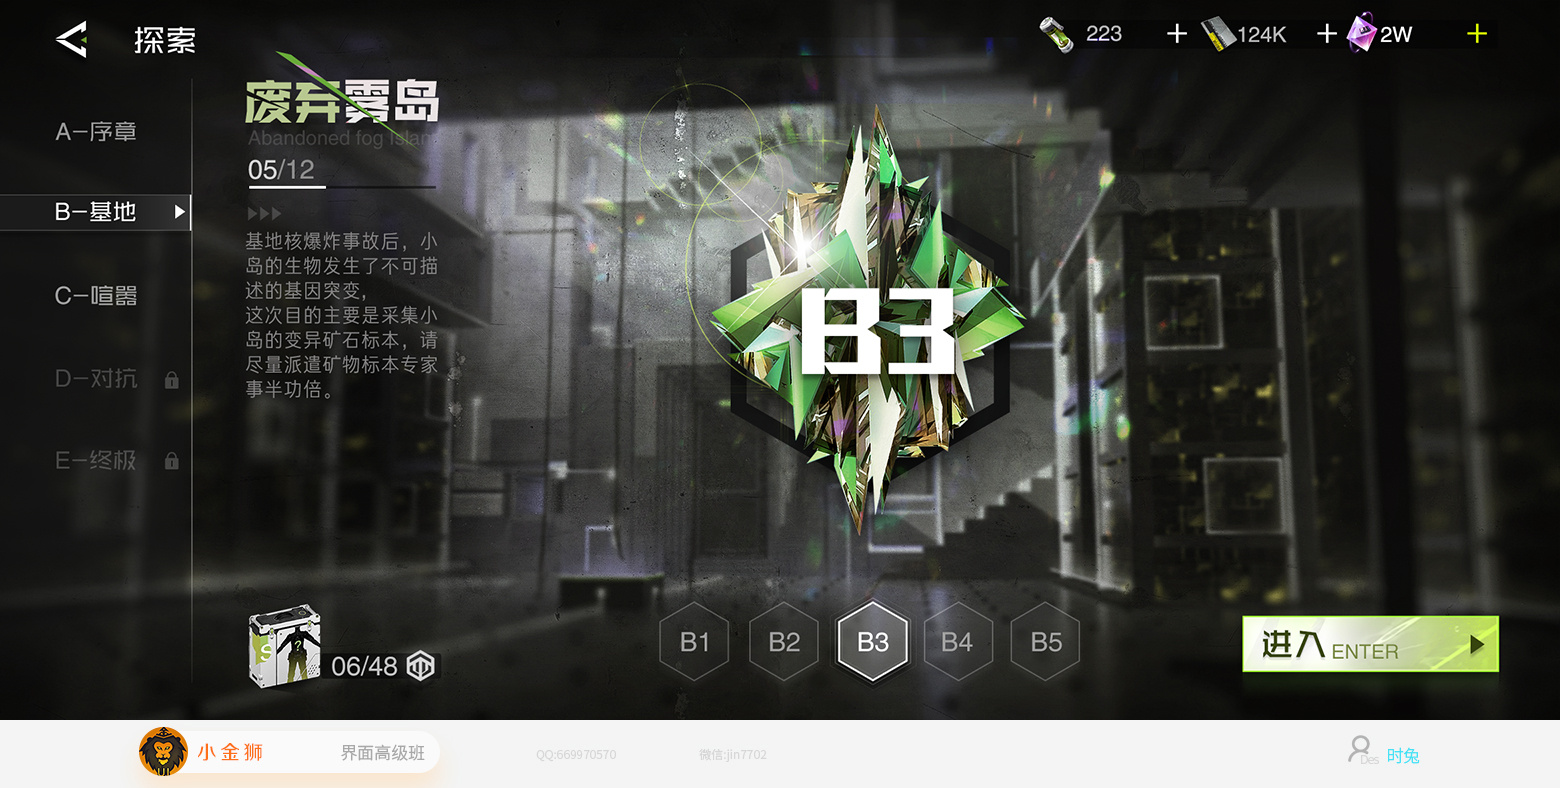 探索
223
124K
2W
A-序章
B-基地
C-喧嚣
D-对抗
E-终极
废弃雾岛
Abandoned fog Island
05/12
基地核爆炸事故后，小
岛的生物发生了不可描
述的基因突变，
这次目的主要是采集小
岛的变异矿石标本，请
尽量派遣矿物标本专家
事半功倍。
B3
S
?
06/48
B1
B2
B3
B4
B5
进入 ENTER
小金狮
界面高级班
QQ:669970570
微信:jin7702
Des
时兔